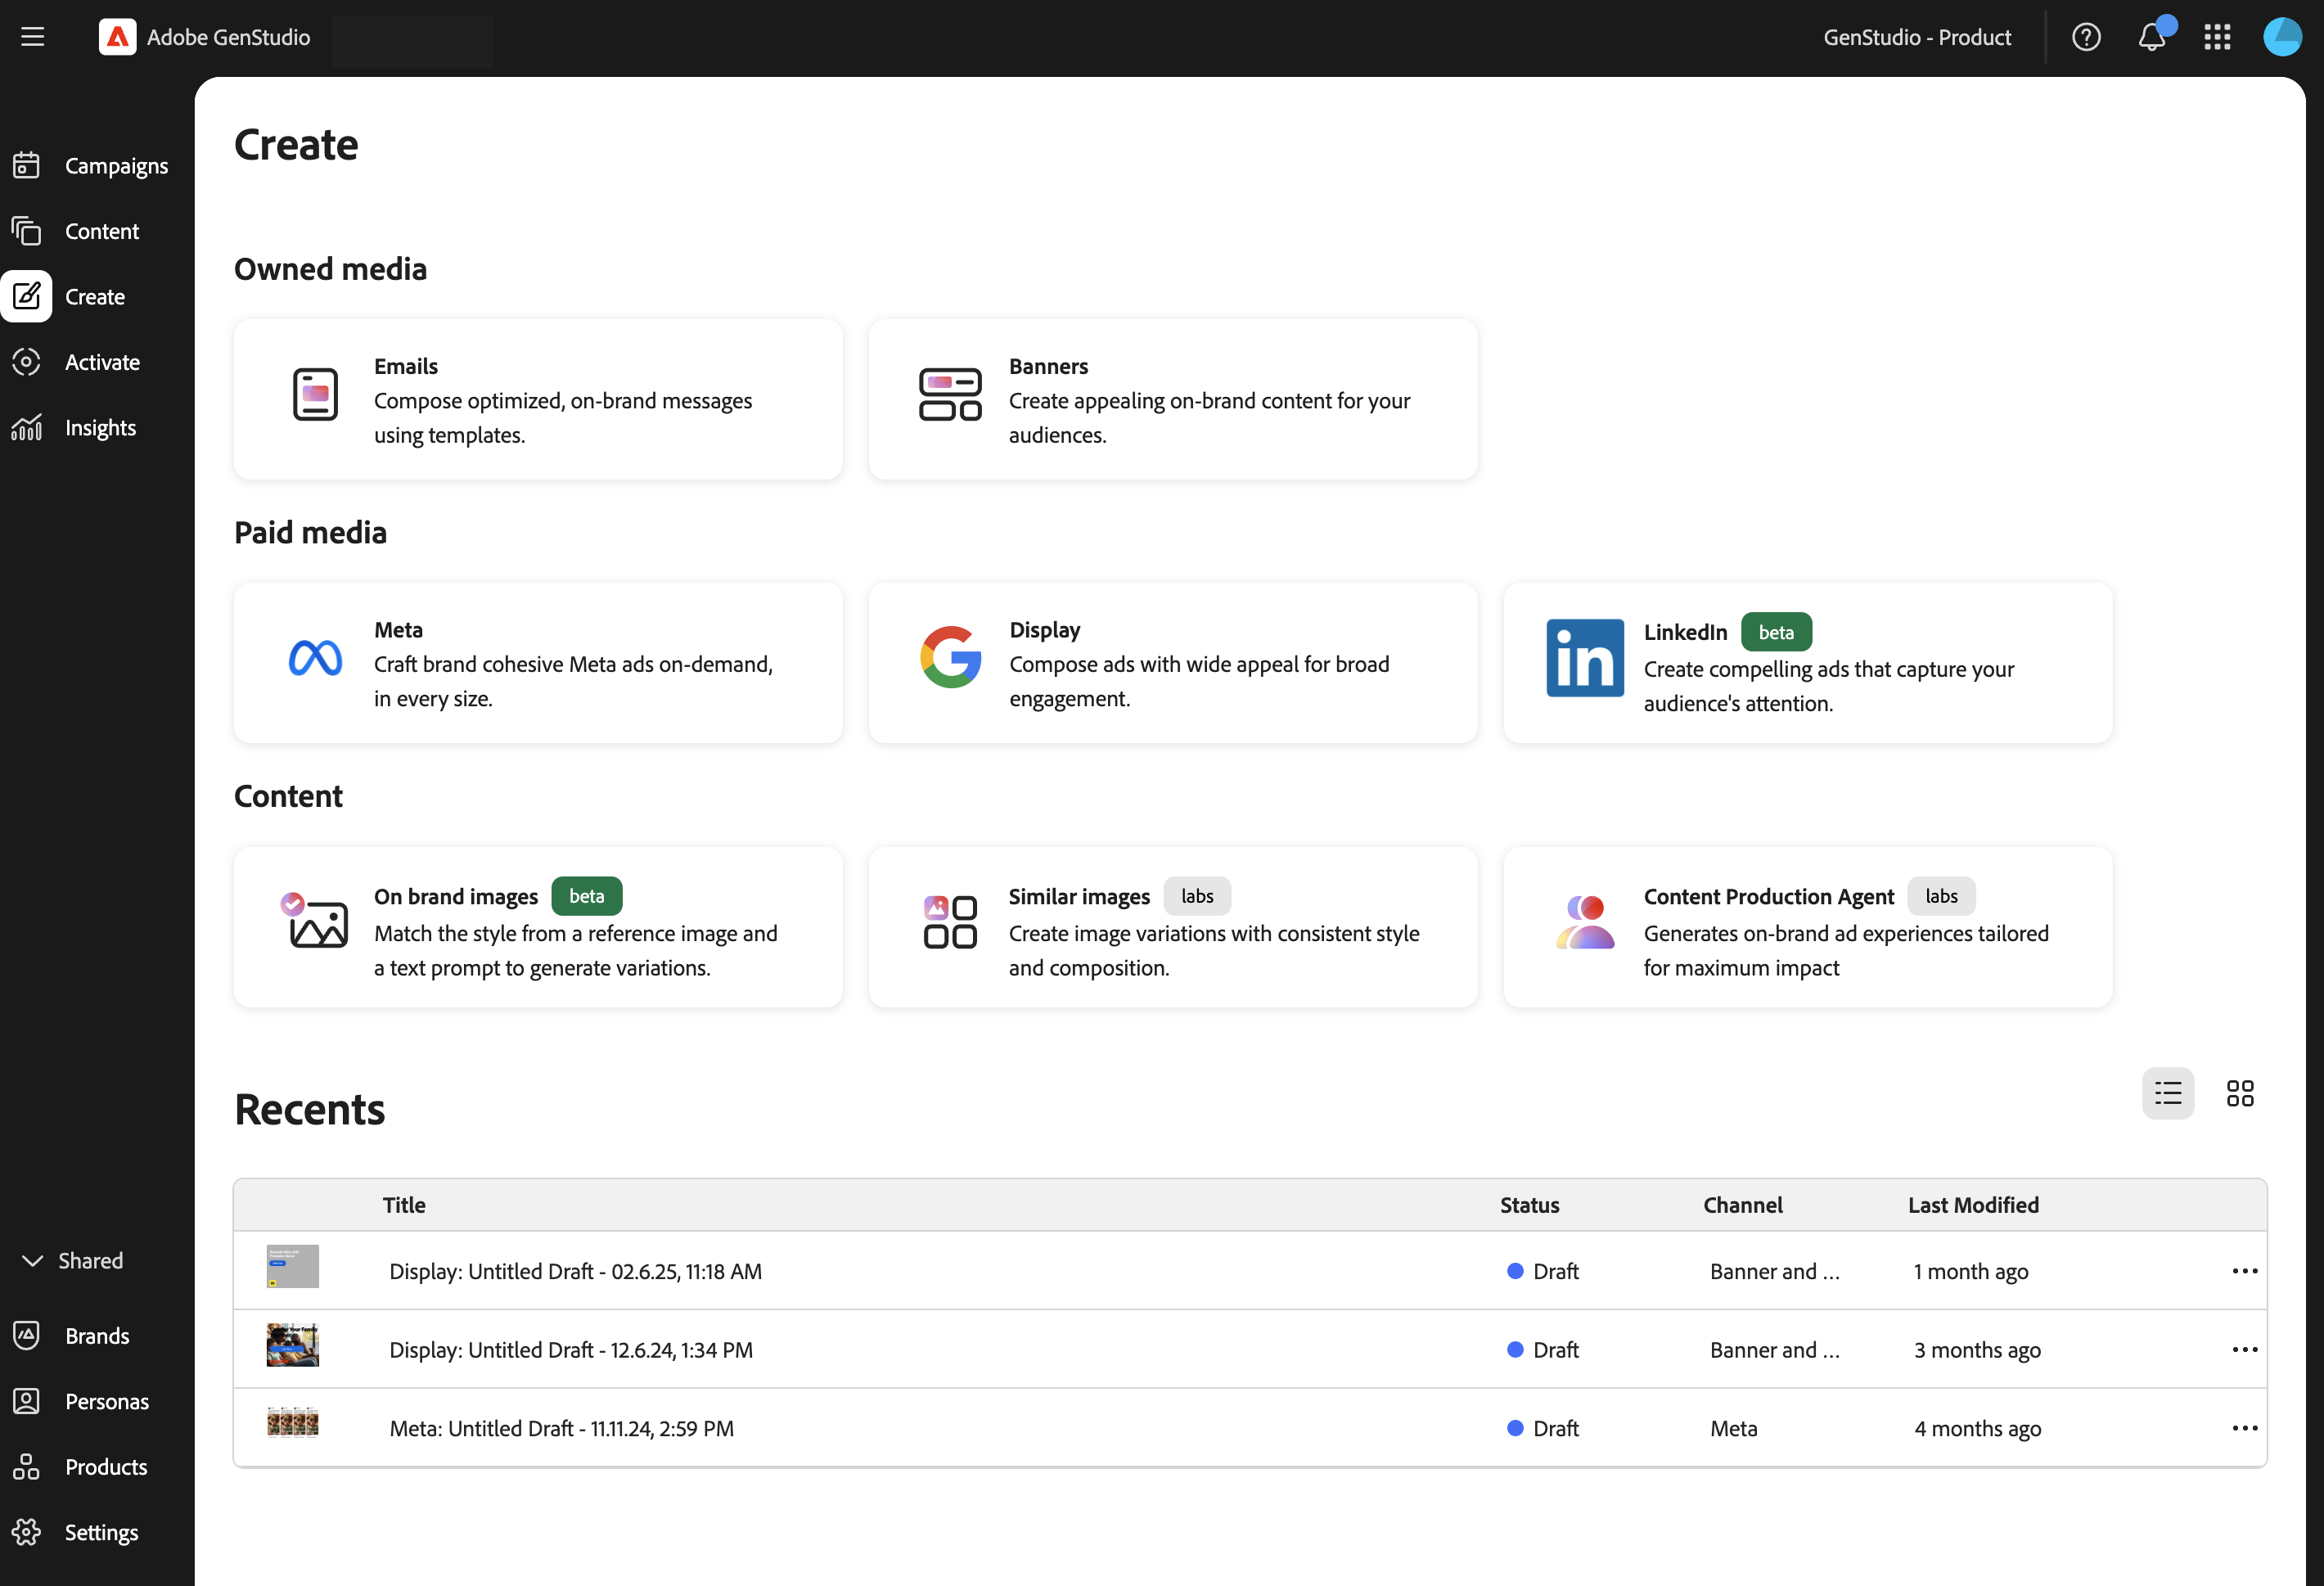 Adobe GenStudio
GenStudio - Product
Campaigns
Content
Create
Activate
Insights
Shared
Brands
Personas
Products
Settings
Create
Owned media
Emails
Compose optimized, on-brand messages
using templates.
Banners
Create appealing on-brand content for your
audiences.
Paid media
Meta
Craft brand cohesive Meta ads on-demand,
in every size.
Display
Compose ads with wide appeal for broad
engagement.
LinkedIn beta
Create compelling ads that capture your
audience's attention.
Content
On brand images beta
Match the style from a reference image and
a text prompt to generate variations.
Similar images labs
Create image variations with consistent style
and composition.
Content Production Agent labs
Generates on-brand ad experiences tailored
for maximum impact
Recents
Title Status Channel Last Modified
Display: Untitled Draft - 02.6.25, 11:18 AM Draft Banner and ... 1 month ago
Display: Untitled Draft - 12.6.24, 1:34 PM Draft Banner and ... 3 months ago
Meta: Untitled Draft - 11.11.24, 2:59 PM Draft Meta 4 months ago